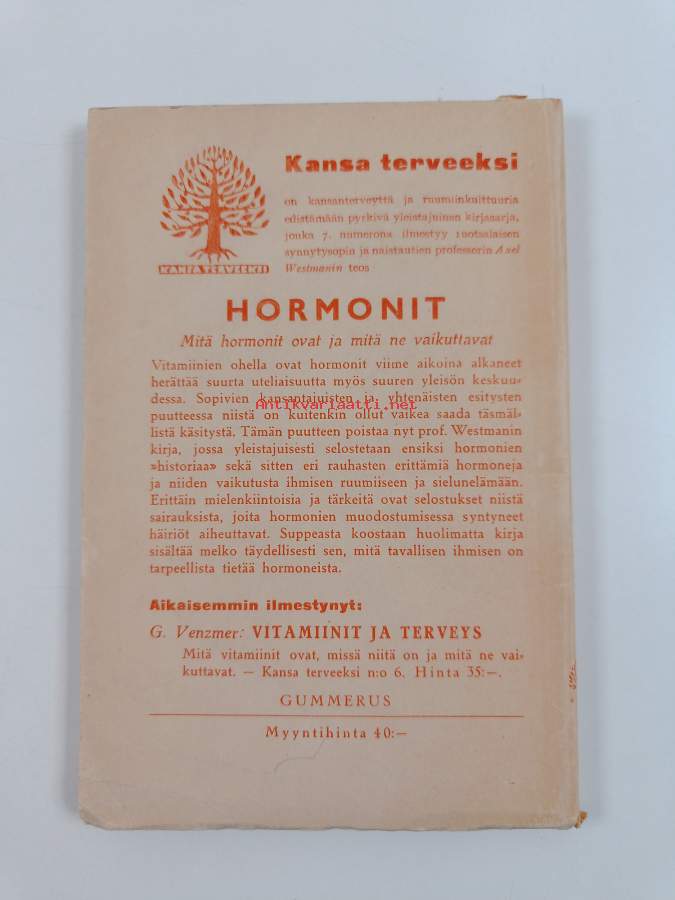 Kansa terveeksi
on kansanterveyttä ja ruumiinkulttuuria
edistämään pyrkivä yleistajuinen kirjasarja,
jonka 7. numerona ilmestyy ruotsalaisen
synnytysopin ja naistautien professorin Axel
Westmanin teos
KANSA TERVEEKSI
HORMONIT
Mitä hormonit ovat ja mitä ne vaikuttavat
Vitamiinien ohella ovat hormonit viime aikoina alkaneet
herättää suurta uteliaisuutta myös suuren yleisön keskuu-
dessa. Sopivien kansantajuisten ja yhtenäisten esitysten
Antikvariaatti.net
puutteessa niistä on kuitenkin ollut vaikea saada täsmäl-
listä käsitystä. Tämän puutteen poistaa nyt prof. Westmanin
kirja, jossa yleistajuisesti selostetaan ensiksi hormonien
»historiaa» sekä sitten eri rauhasten erittämiä hormoneja
ja niiden vaikutusta ihmisen ruumiiseen ja sielunelämään.
Erittäin mielenkiintoisia ja tärkeitä ovat selostukset niistä
sairauksista, joita hormonien muodostumisessa syntyneet
häiriöt aiheuttavat. Suppeasta koostaan huolimatta kirja
sisältää melko täydellisesti sen, mitä tavallisen ihmisen on
tarpeellista tietää hormoneista.
Aikaisemmin ilmestynyt:
G. Venzmer: VITAMIINIT JA TERVEYS
Mitä vitamiinit ovat, missä niitä on ja mitä ne vai-
kuttavat. — Kansa terveeksi n:o 6. Hinta 35:—.
GUMMERUS
Myyntihinta 40:—